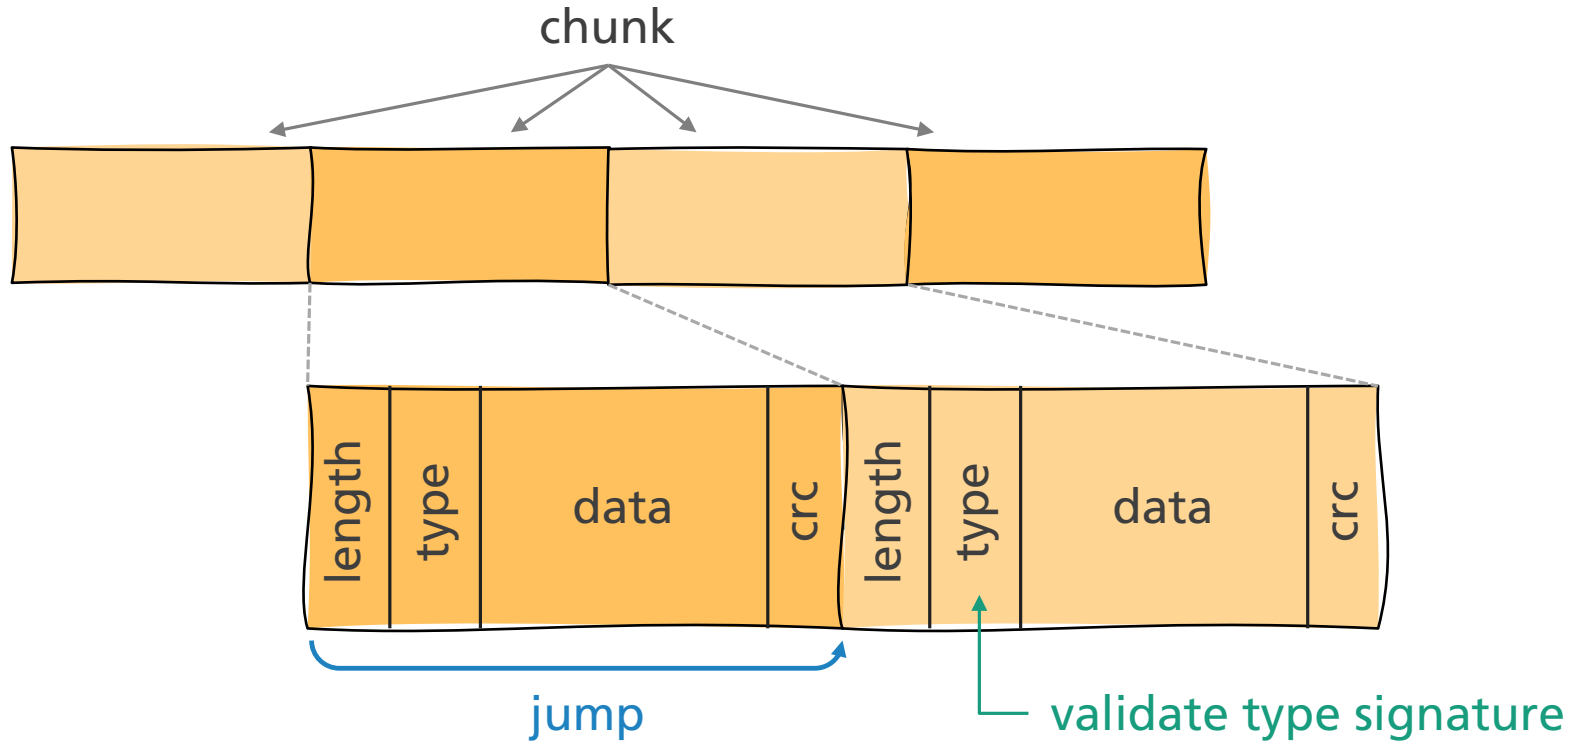 chunk
length
type
data
crc
length
type
data
crc
jump
validate type signature